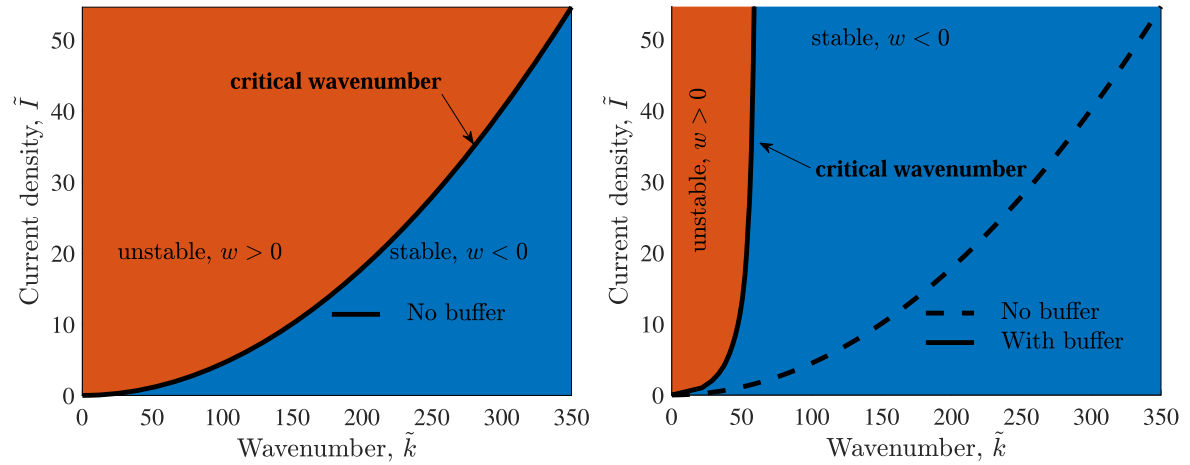 50
40
30
20
10
0
Current density, Ĩ
critical wavenumber
unstable, w > 0
stable, w < 0
No buffer
0 50 100 150 200 250 300 350
Wavenumber, k̃
50
40
30
20
10
0
Current density, Ĩ
stable, w < 0
unstable, w > 0
critical wavenumber
No buffer
With buffer
0 50 100 150 200 250 300 350
Wavenumber, k̃